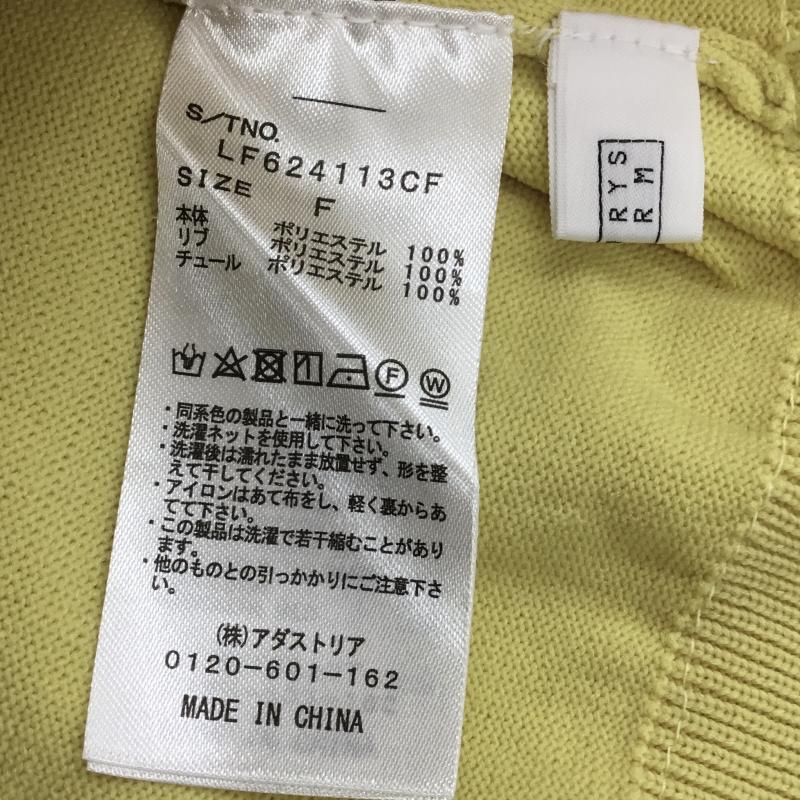 S/TNO.
LF624113CF
SIZE F
本体 ポリエステル 100%
リブ ポリエステル 100%
チュール ポリエステル 100%
F
W
・同系色の製品と一緒に洗って下さい。
・洗濯ネットを使用して下さい。
・洗濯後は濡れたまま放置せず、形を整
えて干してください。
・アイロンはあて布をし、軽く裏からあ
てて下さい。
・この製品は洗濯で若干縮むことがあり
ます。
・他のものとの引っかかりにご注意下さ
い。
(株)アダストリア
0120-601-162
MADE IN CHINA
RYS
RM